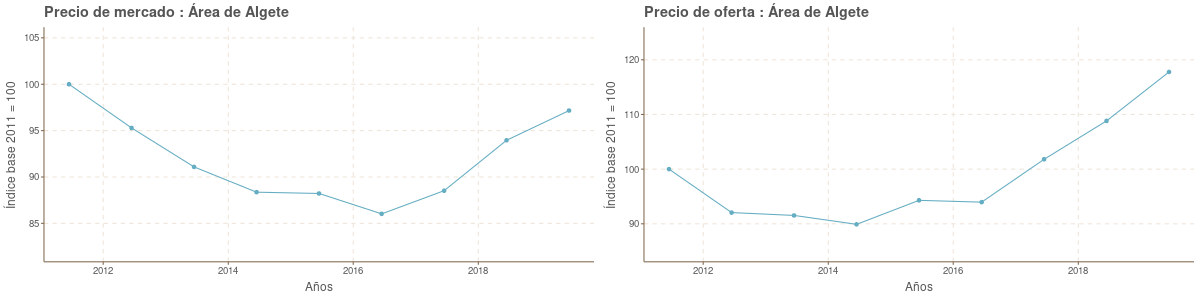 Precio de mercado : Área de Algete
105
100
95
90
85
Índice base 2011 = 100
2012
2014
2016
2018
Años
Precio de oferta : Área de Algete
120
110
100
90
Índice base 2011 = 100
2012
2014
2016
2018
Años